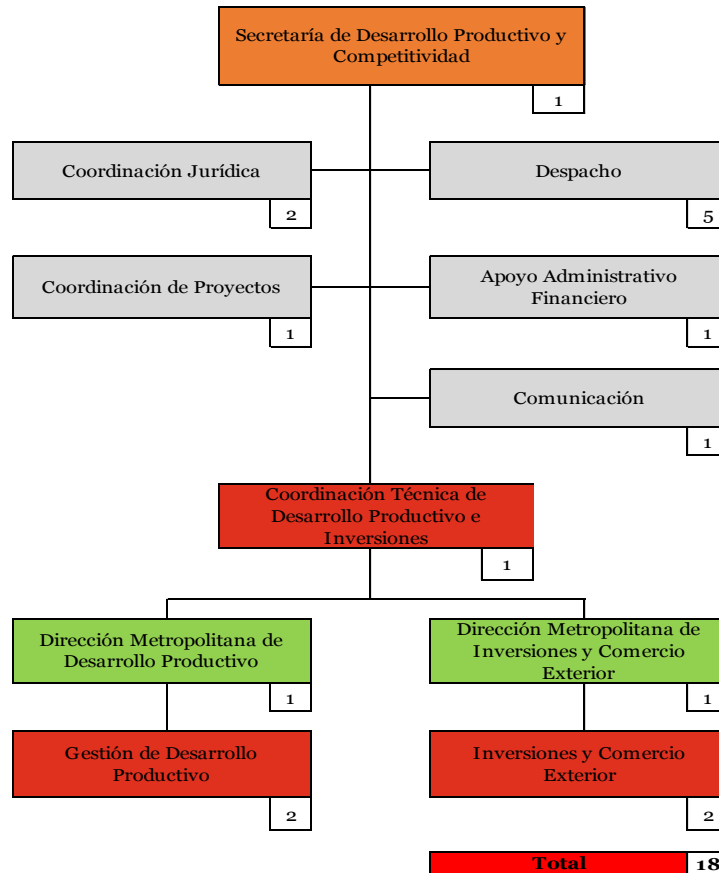 Secretaría de Desarrollo Productivo y
Competitividad
1
Coordinación Jurídica
2
Despacho
5
Coordinación de Proyectos
1
Apoyo Administrativo
Financiero
1
Comunicación
1
Coordinación Técnica de
Desarrollo Productivo e
Inversiones
1
Dirección Metropolitana de
Desarrollo Productivo
1
Dirección Metropolitana de
Inversiones y Comercio
Exterior
1
Gestión de Desarrollo
Productivo
2
Inversiones y Comercio
Exterior
2
Total 18